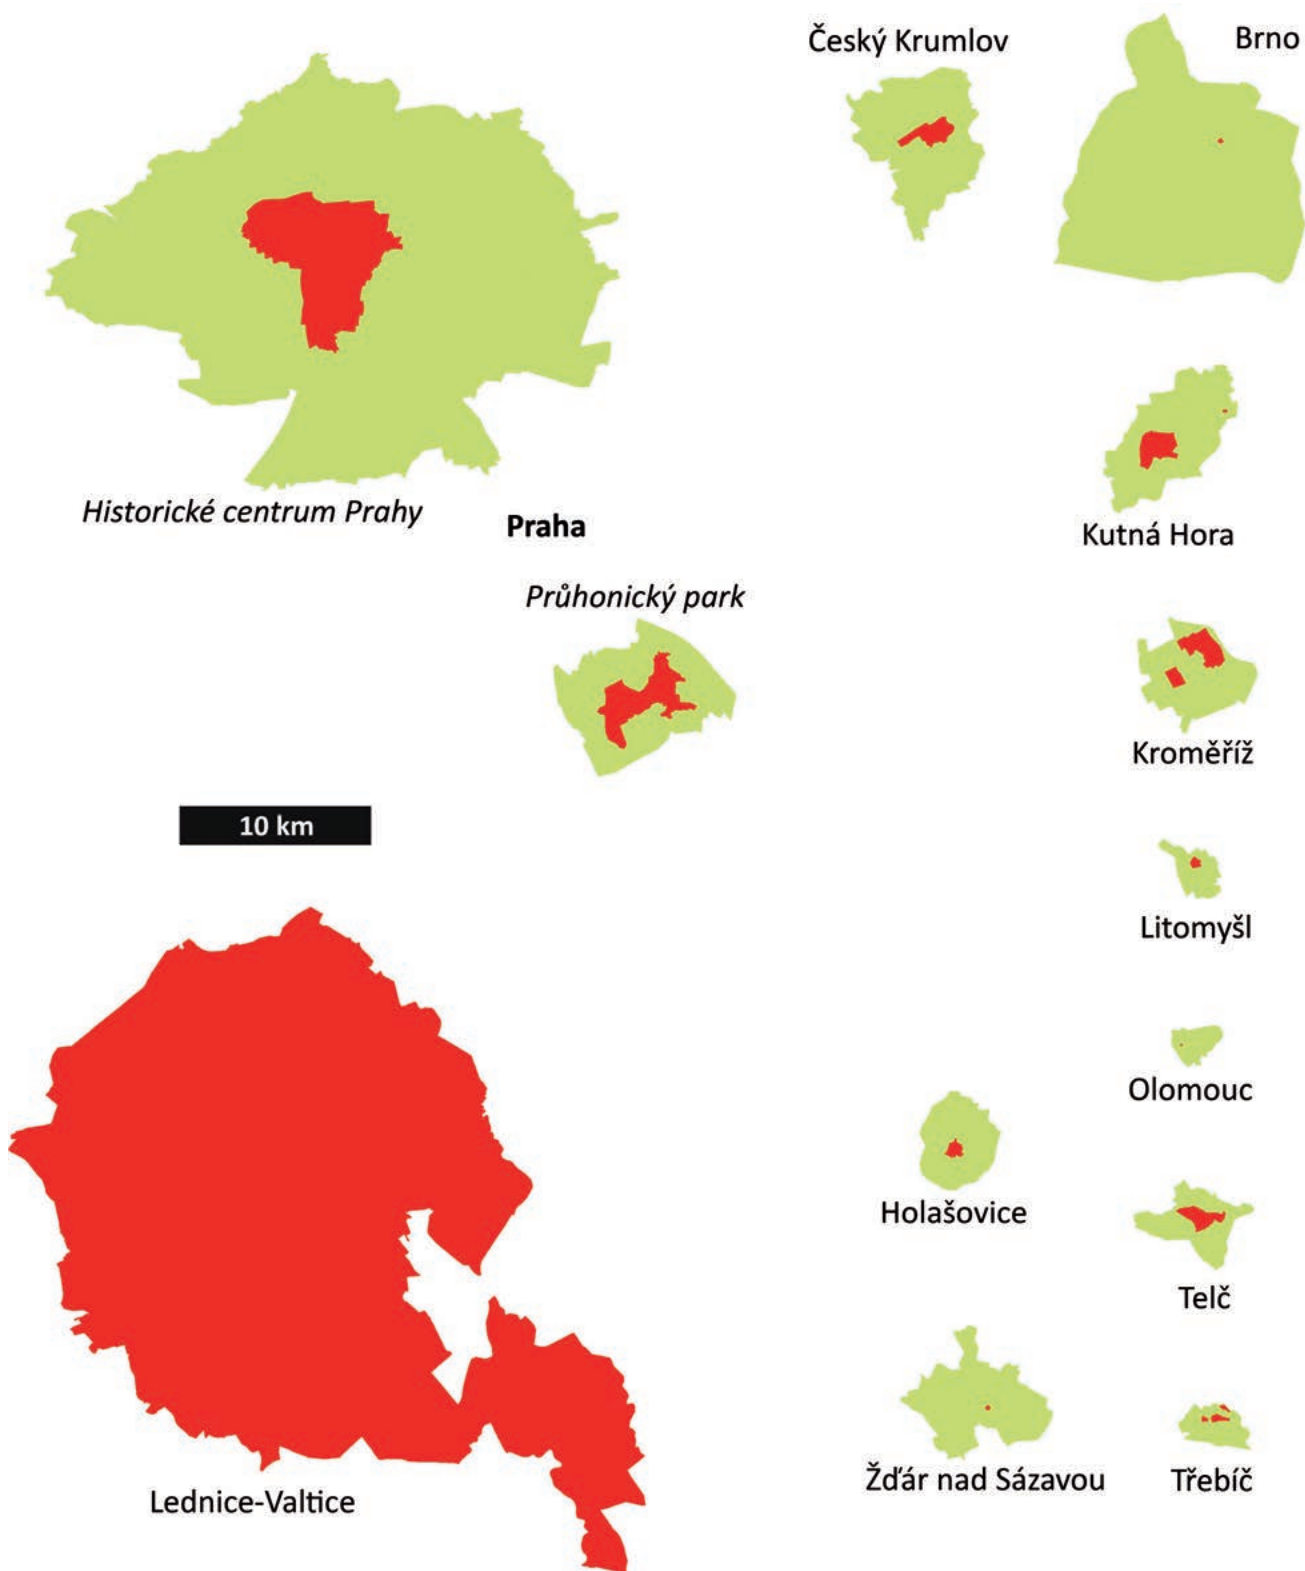 Český Krumlov
Brno
Historické centrum Prahy
Praha
Kutná Hora
Průhonický park
Kroměříž
10 km
Litomyšl
Olomouc
Holašovice
Telč
Žďár nad Sázavou
Třebíč
Lednice-Valtice